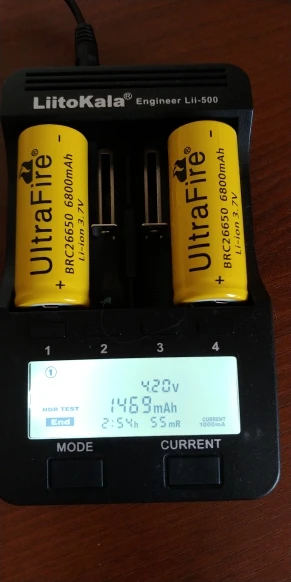 LiitoKala® Engineer Lii-500
UltraFire®
BRC26650 6800mAh
Li-ion 3.7V
- +
UltraFire®
BRC26650 6800mAh
Li-ion 3.7V
- +
1 2 3 4
1
4.20v
NOR TEST 1469mAh
End 2:54h 55mR CURRENT 1000mA
MODE CURRENT